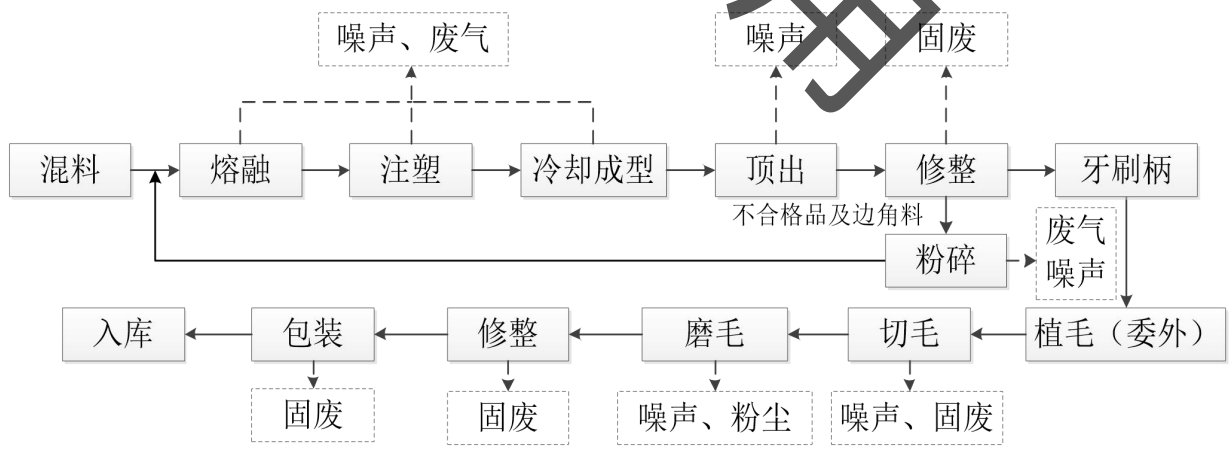 噪声、废气
噪声
固废
混料
熔融
注塑
冷却成型
顶出
修整
牙刷柄
不合格品及边角料
粉碎
废气
噪声
入库
包装
修整
磨毛
切毛
植毛（委外）
固废
固废
噪声、粉尘
噪声、固废